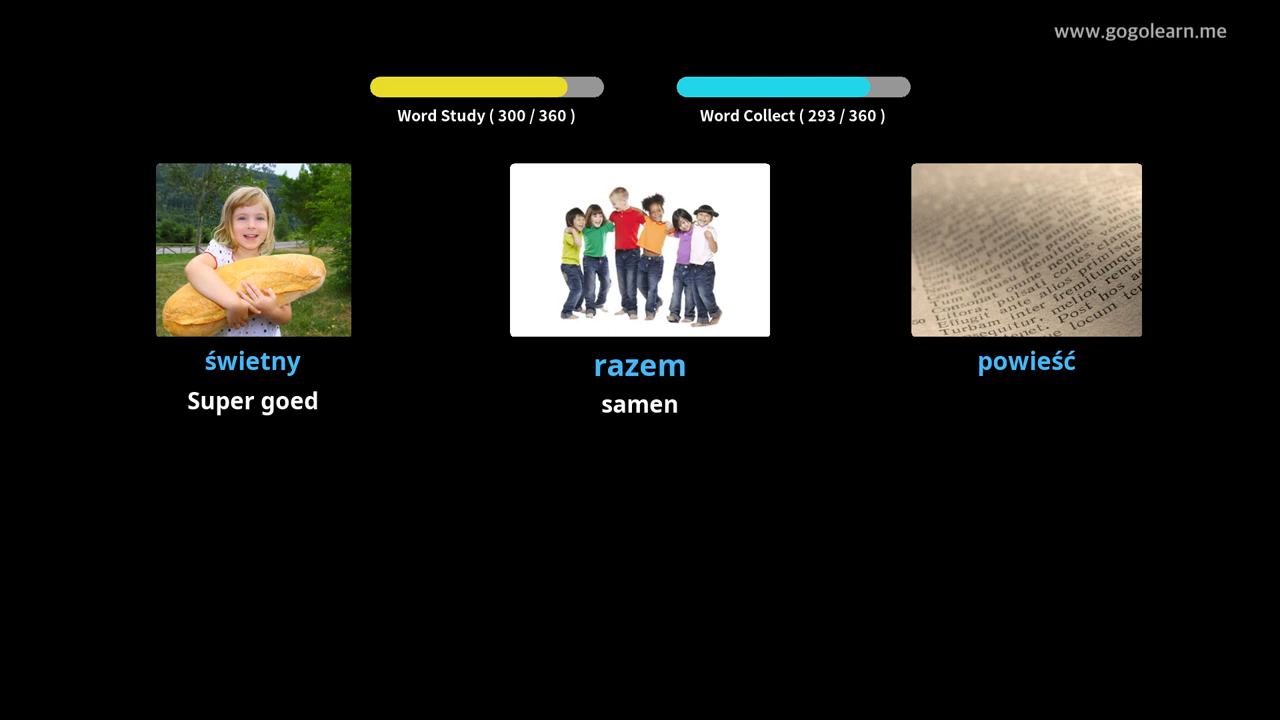 www.gogolearn.me
Word Study ( 300 / 360 )
Word Collect ( 293 / 360 )
świetny
Super goed
razem
samen
powieść